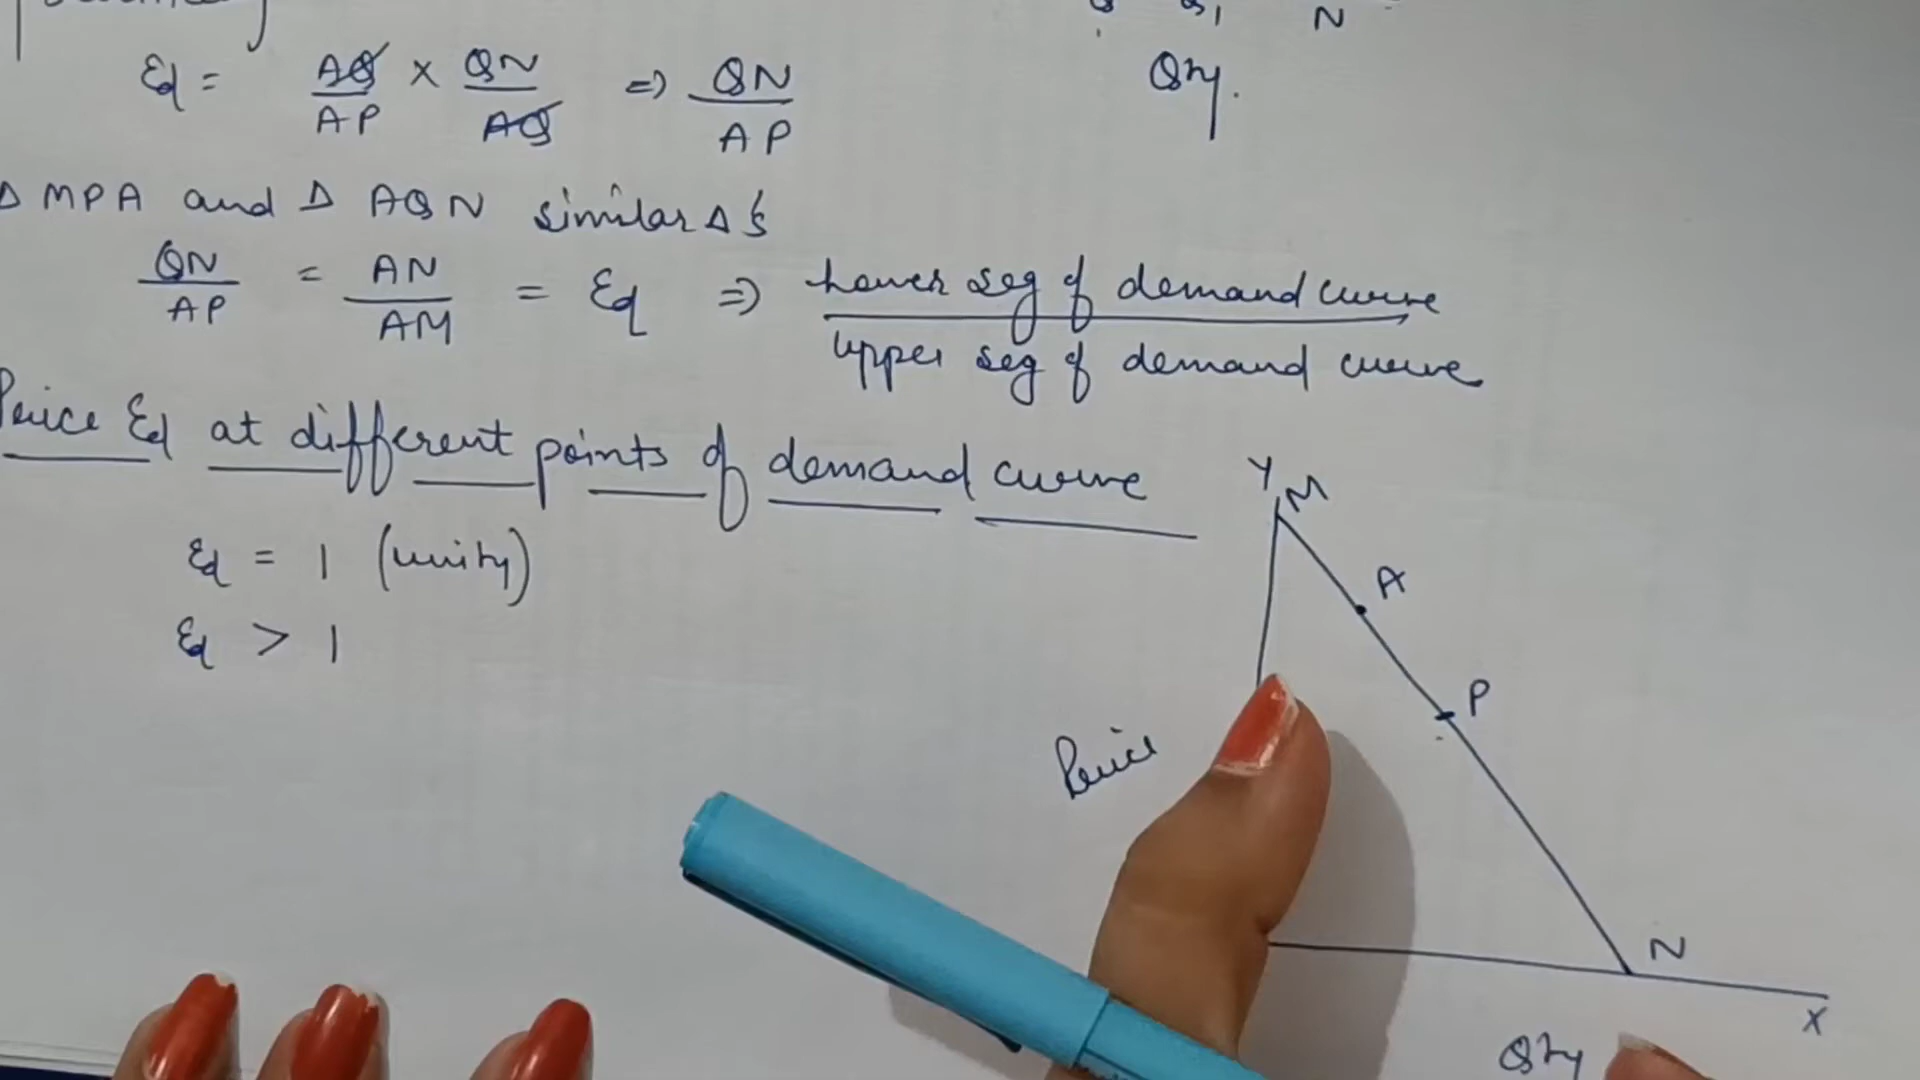 Q Q1 N
Qty.
Ed = AQ/AP × QN/AQ => QN/AP
Δ MPA and Δ AQN similar Δ's
QN/AP = AN/AM = Ed => Lower seg of demand curve / Upper seg of demand curve
Price Ed at different points of demand curve
Ed = 1 (unity)
Ed > 1
Y M
A
P
Price
N
X
Qty